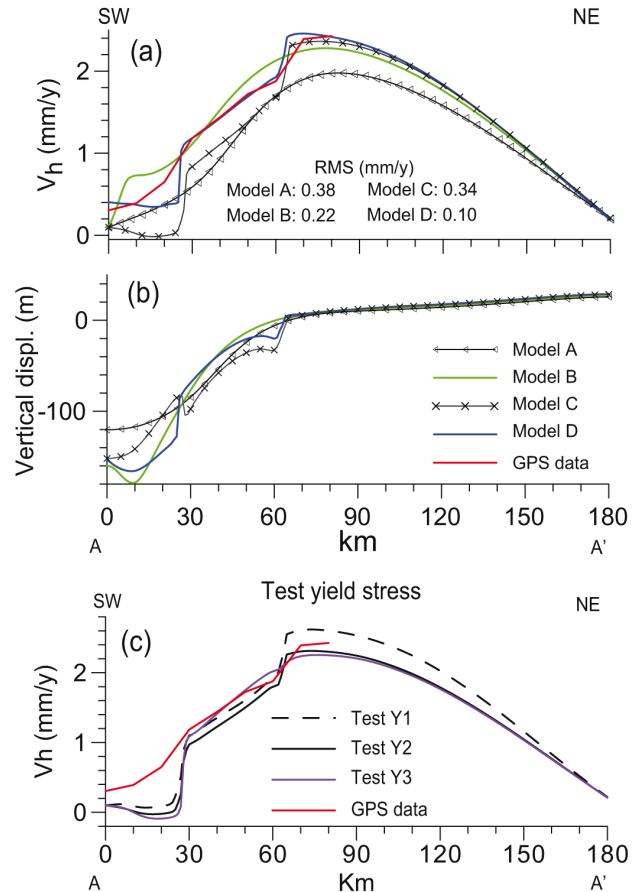 SW
NE
(a)
2
1
0
Vh (mm/y)
RMS (mm/y)
Model A: 0.38 Model C: 0.34
Model B: 0.22 Model D: 0.10
(b)
0
-100
Vertical displ. (m)
Model A
Model B
Model C
Model D
GPS data
0 30 60 90 120 150 180
A km A'
Test yield stress
SW
NE
(c)
2
1
0
Vh (mm/y)
Test Y1
Test Y2
Test Y3
GPS data
0 30 60 90 120 150 180
A Km A'